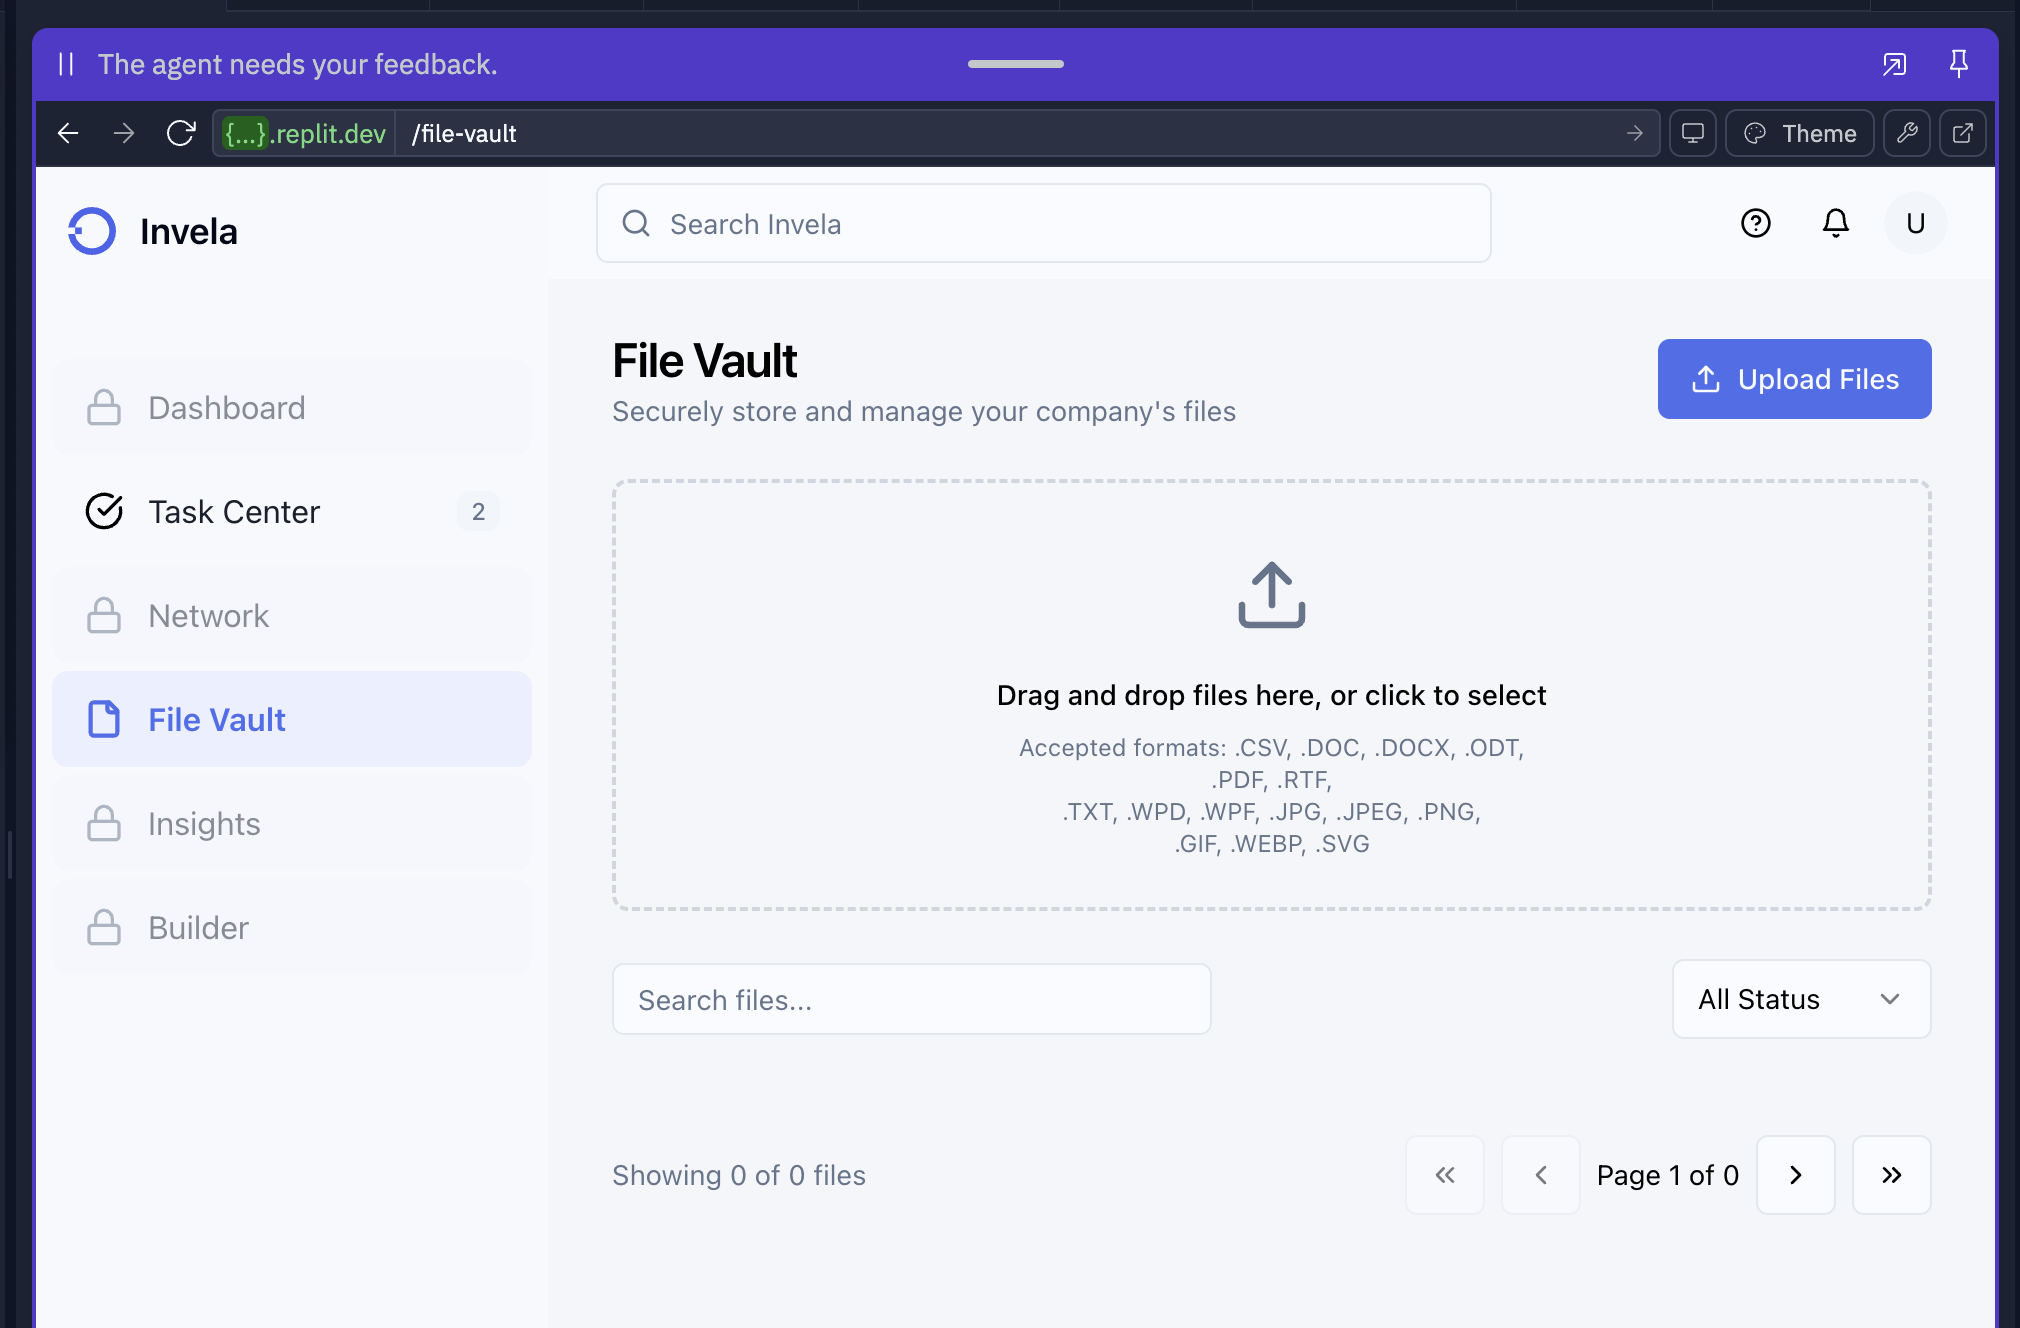 The agent needs your feedback.
{...}.replit.dev /file-vault
Theme
Invela
Search Invela
U
Dashboard
Task Center 2
Network
File Vault
Insights
Builder
File Vault
Securely store and manage your company's files
Upload Files
Drag and drop files here, or click to select
Accepted formats: .CSV, .DOC, .DOCX, .ODT,
.PDF, .RTF,
.TXT, .WPD, .WPF, .JPG, .JPEG, .PNG,
.GIF, .WEBP, .SVG
Search files...
All Status
Showing 0 of 0 files
Page 1 of 0